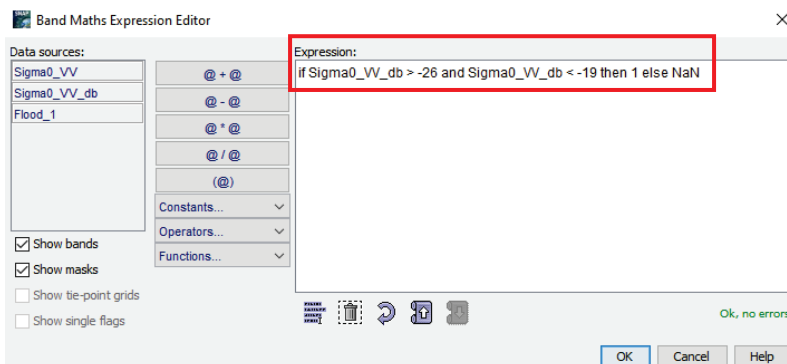 Band Maths Expression Editor
Data sources:
Sigma0_VV
Sigma0_VV_db
Flood_1
@ + @
@ - @
@ * @
@ / @
(@)
Constants...
Operators...
Functions...
Show bands
Show masks
Show tie-point grids
Show single flags
Expression:
if Sigma0_VV_db > -26 and Sigma0_VV_db < -19 then 1 else NaN
Ok, no errors
OK
Cancel
Help